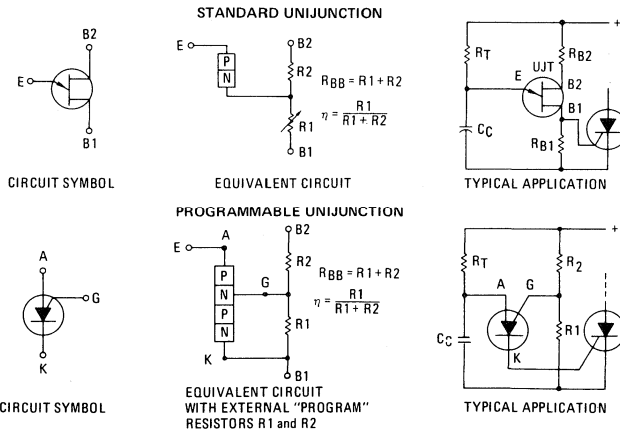 STANDARD UNIJUNCTION
B2
E
B1
CIRCUIT SYMBOL
E
P
N
B2
R2
R1
B1
RBB = R1 + R2
η = R1 / R1 + R2
EQUIVALENT CIRCUIT
+
RT
UJT
RB2
E
B2
B1
CC
RB1
TYPICAL APPLICATION
PROGRAMMABLE UNIJUNCTION
A
G
K
CIRCUIT SYMBOL
A
E
P
N
P
N
G
K
B2
R2
R1
B1
RBB = R1 + R2
η = R1 / R1 + R2
EQUIVALENT CIRCUIT
WITH EXTERNAL "PROGRAM"
RESISTORS R1 and R2
+
RT
R2
A
G
CC
R1
K
TYPICAL APPLICATION